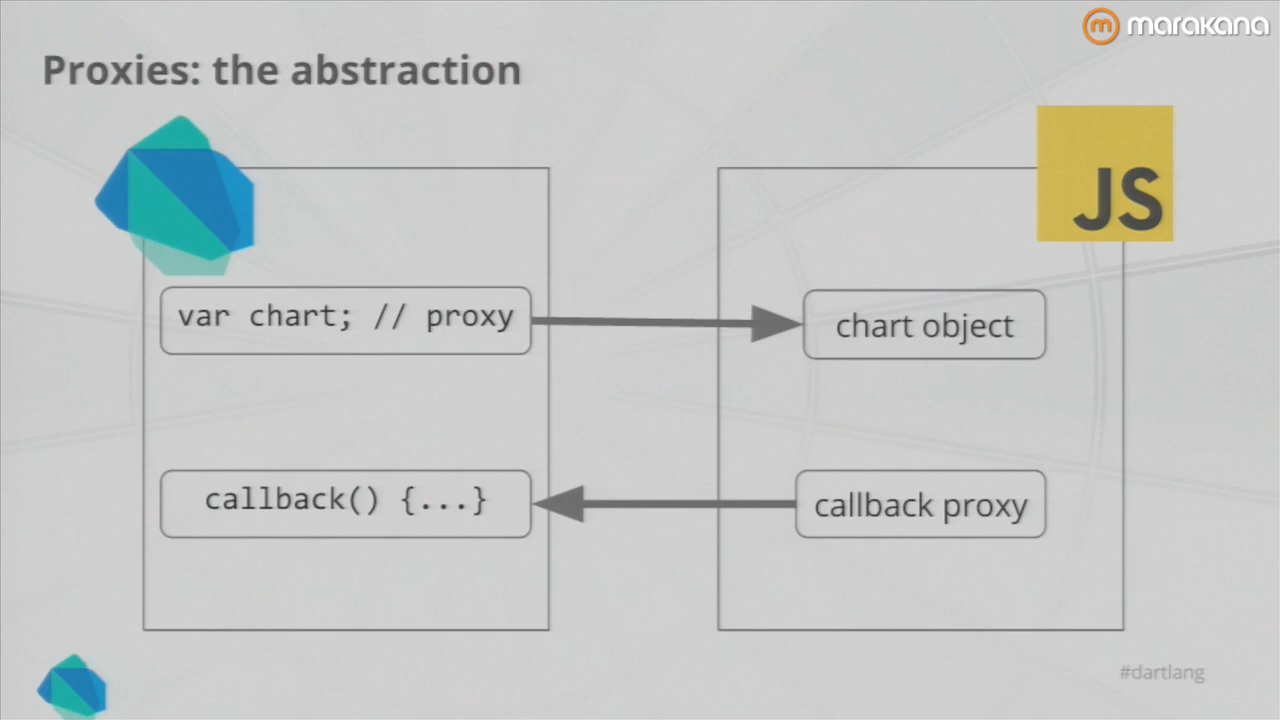 marakana
Proxies: the abstraction
JS
var chart; // proxy
chart object
callback() {...}
callback proxy
#dartlang